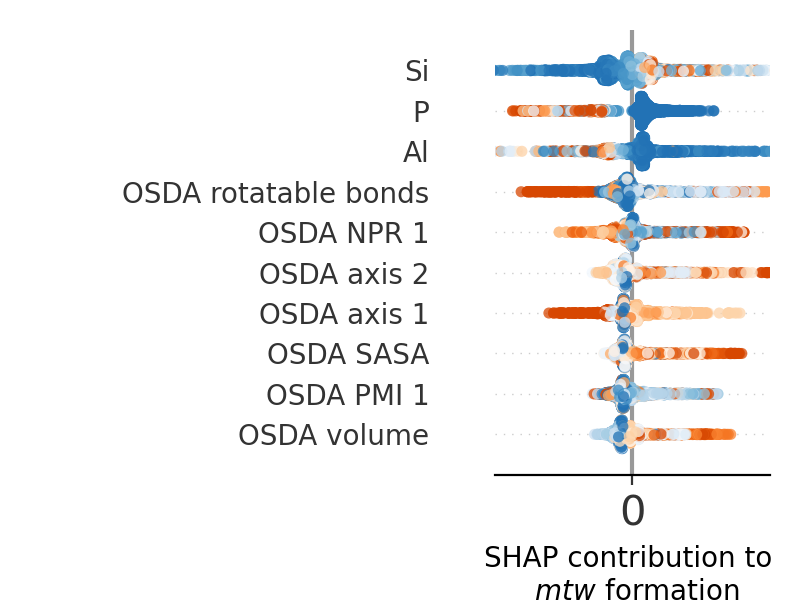 Si
P
Al
OSDA rotatable bonds
OSDA NPR 1
OSDA axis 2
OSDA axis 1
OSDA SASA
OSDA PMI 1
OSDA volume
0
SHAP contribution to
mtw formation